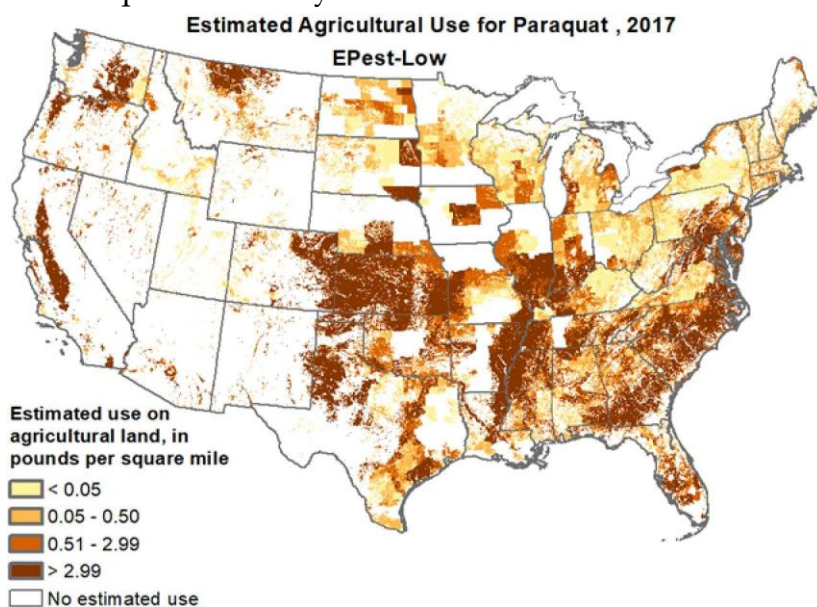 Estimated Agricultural Use for Paraquat , 2017
EPest-Low
Estimated use on
agricultural land, in
pounds per square mile
< 0.05
0.05 - 0.50
0.51 - 2.99
> 2.99
No estimated use